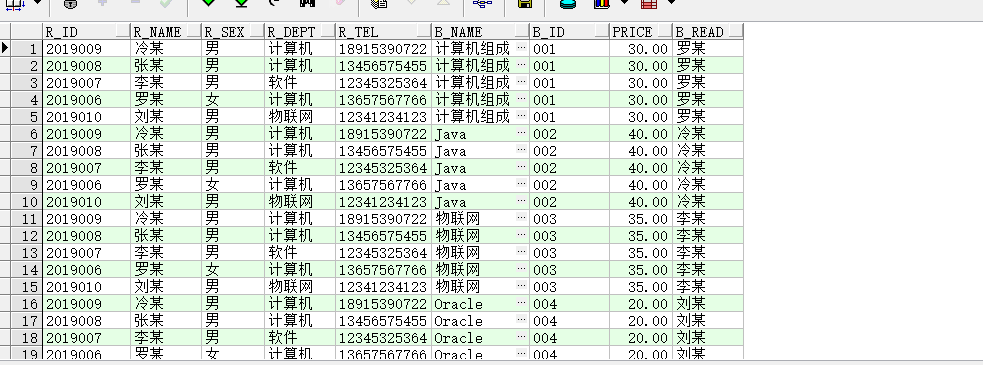 R_ID R_NAME R_SEX R_DEPT R_TEL B_NAME B_ID PRICE B_READ
1 2019009 冷某 男 计算机 18915390722 计算机组成 ... 001 30.00 罗某
2 2019008 张某 男 计算机 13456575455 计算机组成 ... 001 30.00 罗某
3 2019007 李某 男 软件 12345325364 计算机组成 ... 001 30.00 罗某
4 2019006 罗某 女 计算机 13657567766 计算机组成 ... 001 30.00 罗某
5 2019010 刘某 男 物联网 12341234123 计算机组成 ... 001 30.00 罗某
6 2019009 冷某 男 计算机 18915390722 Java ... 002 40.00 冷某
7 2019008 张某 男 计算机 13456575455 Java ... 002 40.00 冷某
8 2019007 李某 男 软件 12345325364 Java ... 002 40.00 冷某
9 2019006 罗某 女 计算机 13657567766 Java ... 002 40.00 冷某
10 2019010 刘某 男 物联网 12341234123 Java ... 002 40.00 冷某
11 2019009 冷某 男 计算机 18915390722 物联网 ... 003 35.00 李某
12 2019008 张某 男 计算机 13456575455 物联网 ... 003 35.00 李某
13 2019007 李某 男 软件 12345325364 物联网 ... 003 35.00 李某
14 2019006 罗某 女 计算机 13657567766 物联网 ... 003 35.00 李某
15 2019010 刘某 男 物联网 12341234123 物联网 ... 003 35.00 李某
16 2019009 冷某 男 计算机 18915390722 Oracle ... 004 20.00 刘某
17 2019008 张某 男 计算机 13456575455 Oracle ... 004 20.00 刘某
18 2019007 李某 男 软件 12345325364 Oracle ... 004 20.00 刘某
19 2019006 罗某 女 计算机 13657567766 Oracle ... 004 20.00 刘某